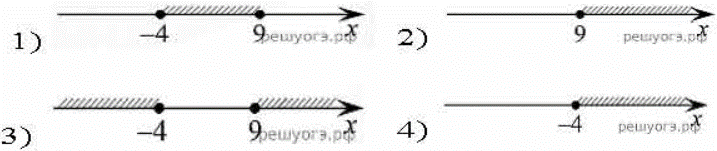 1) −4 9 x решуогэ.рф
2) 9 x решуогэ.рф
3) −4 9 x решуогэ.рф
4) −4 x решуогэ.рф